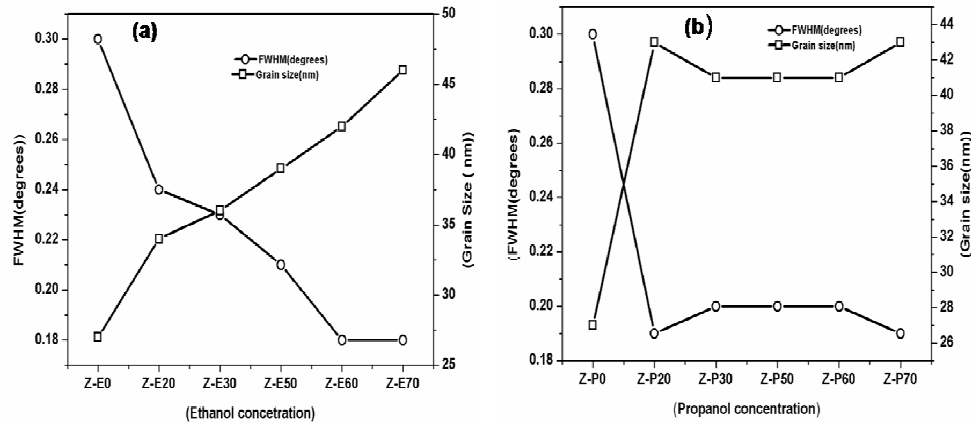 (a)
FWHM(degrees)
Grain size(nm)
0.30
0.28
0.26
0.24
0.22
0.20
0.18
FWHM(degrees)
50
45
40
35
30
25
(Grain Size ( nm))
Z-E0 Z-E20 Z-E30 Z-E50 Z-E60 Z-E70
(Ethanol concetration)
(b)
FWHM(degrees)
Grain size(nm)
0.30
0.28
0.26
0.24
0.22
0.20
0.18
(FWHM(degrees)
44
42
40
38
36
34
32
30
28
26
(Grain size(nm)
Z-P0 Z-P20 Z-P30 Z-P50 Z-P60 Z-P70
(Propanol concentration)